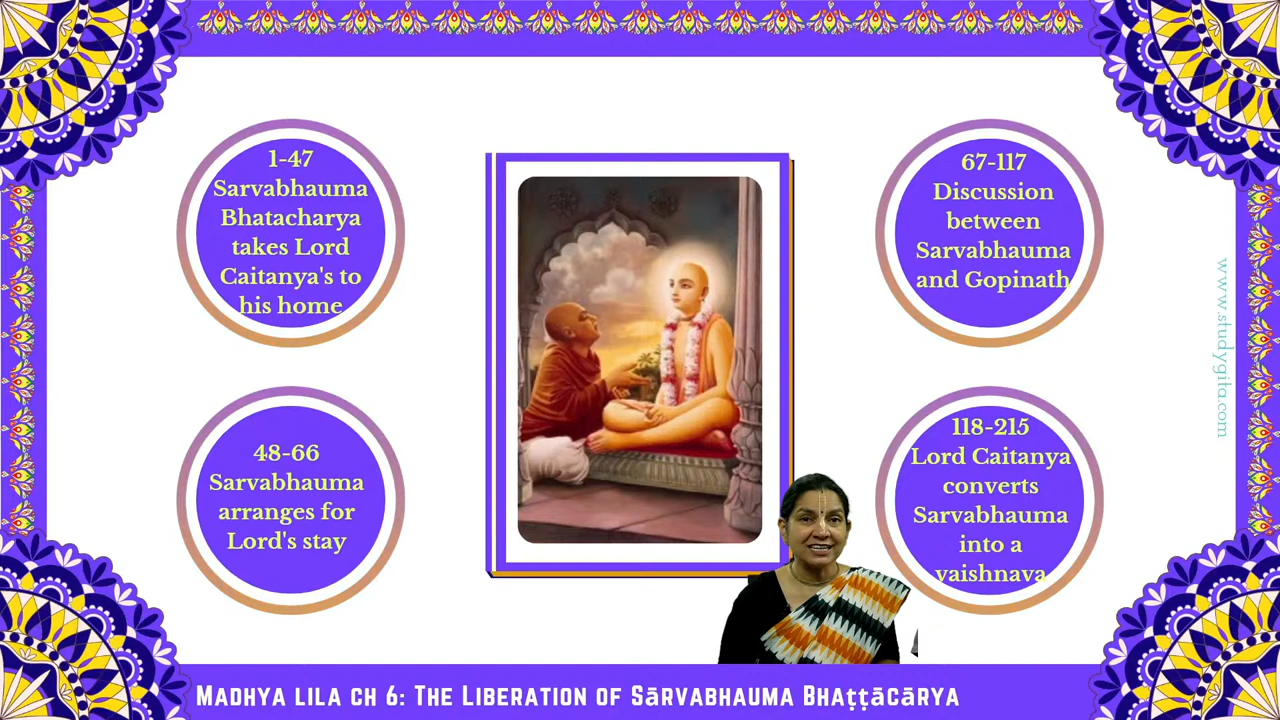 1-47
Sarvabhauma
Bhatacharya
takes Lord
Caitanya's to
his home
48-66
Sarvabhauma
arranges for
Lord's stay
67-117
Discussion
between
Sarvabhauma
and Gopinath
118-215
Lord Caitanya
converts
Sarvabhauma
into a
vaishnava
www.studygita.com
Madhya lila ch 6: The Liberation of Sārvabhauma Bhaṭṭācārya